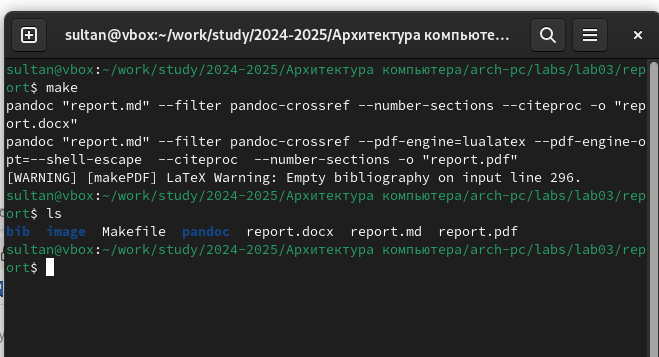 sultan@vbox:~/work/study/2024-2025/Архитектура компьюте...
sultan@vbox:~/work/study/2024-2025/Архитектура компьютера/arch-pc/labs/lab03/rep
ort$ make
pandoc "report.md" --filter pandoc-crossref --number-sections --citeproc -o "rep
ort.docx"
pandoc "report.md" --filter pandoc-crossref --pdf-engine=lualatex --pdf-engine-o
pt=--shell-escape  --citeproc  --number-sections -o "report.pdf"
[WARNING] [makePDF] LaTeX Warning: Empty bibliography on input line 296.
sultan@vbox:~/work/study/2024-2025/Архитектура компьютера/arch-pc/labs/lab03/rep
ort$ ls
bib  image  Makefile  pandoc  report.docx  report.md  report.pdf
sultan@vbox:~/work/study/2024-2025/Архитектура компьютера/arch-pc/labs/lab03/rep
ort$